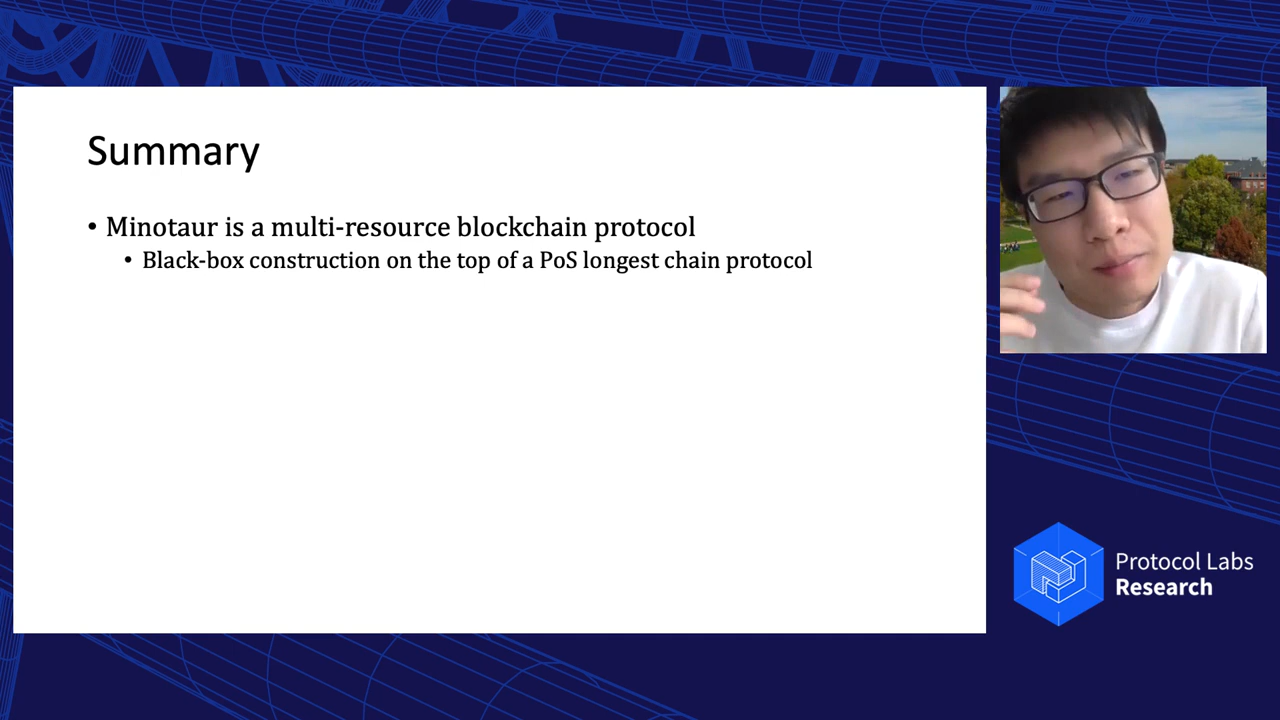 Summary
• Minotaur is a multi-resource blockchain protocol
• Black-box construction on the top of a PoS longest chain protocol
Protocol Labs
Research